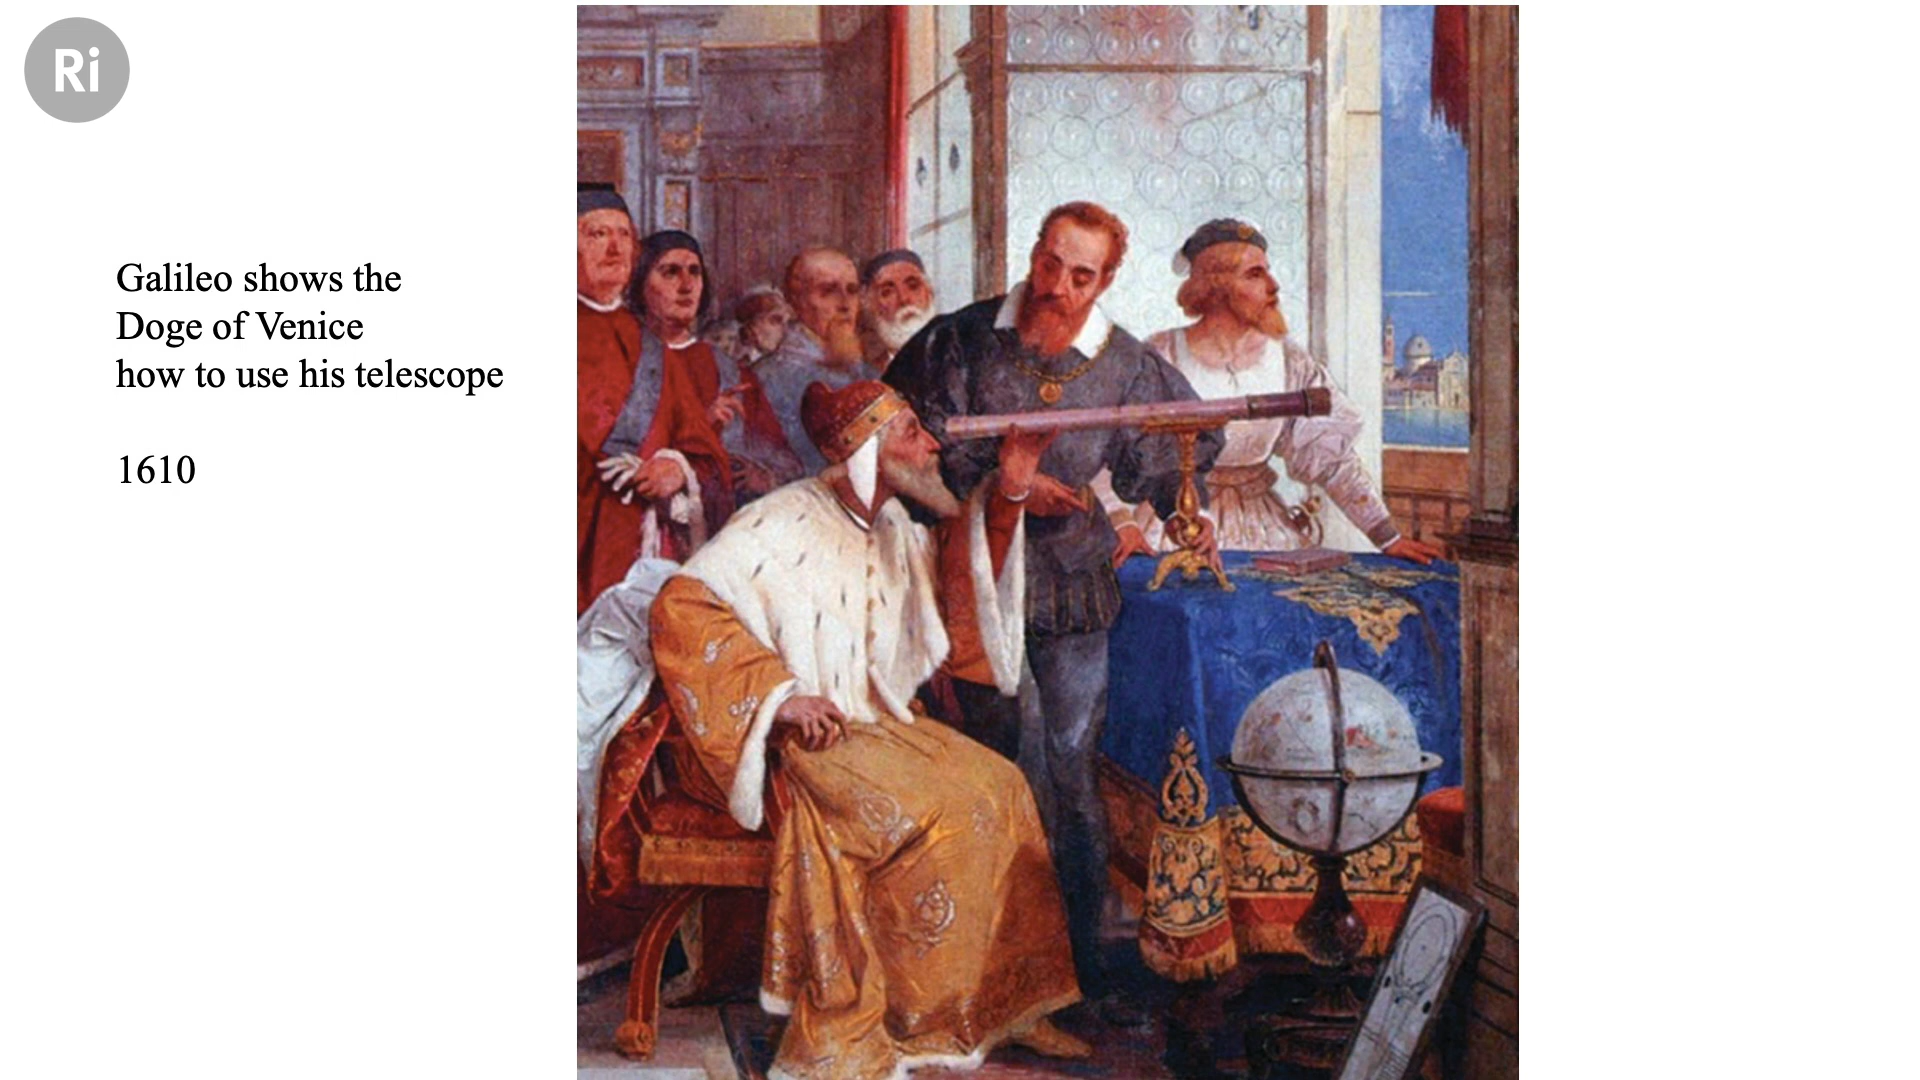 Ri
Galileo shows the
Doge of Venice
how to use his telescope
1610